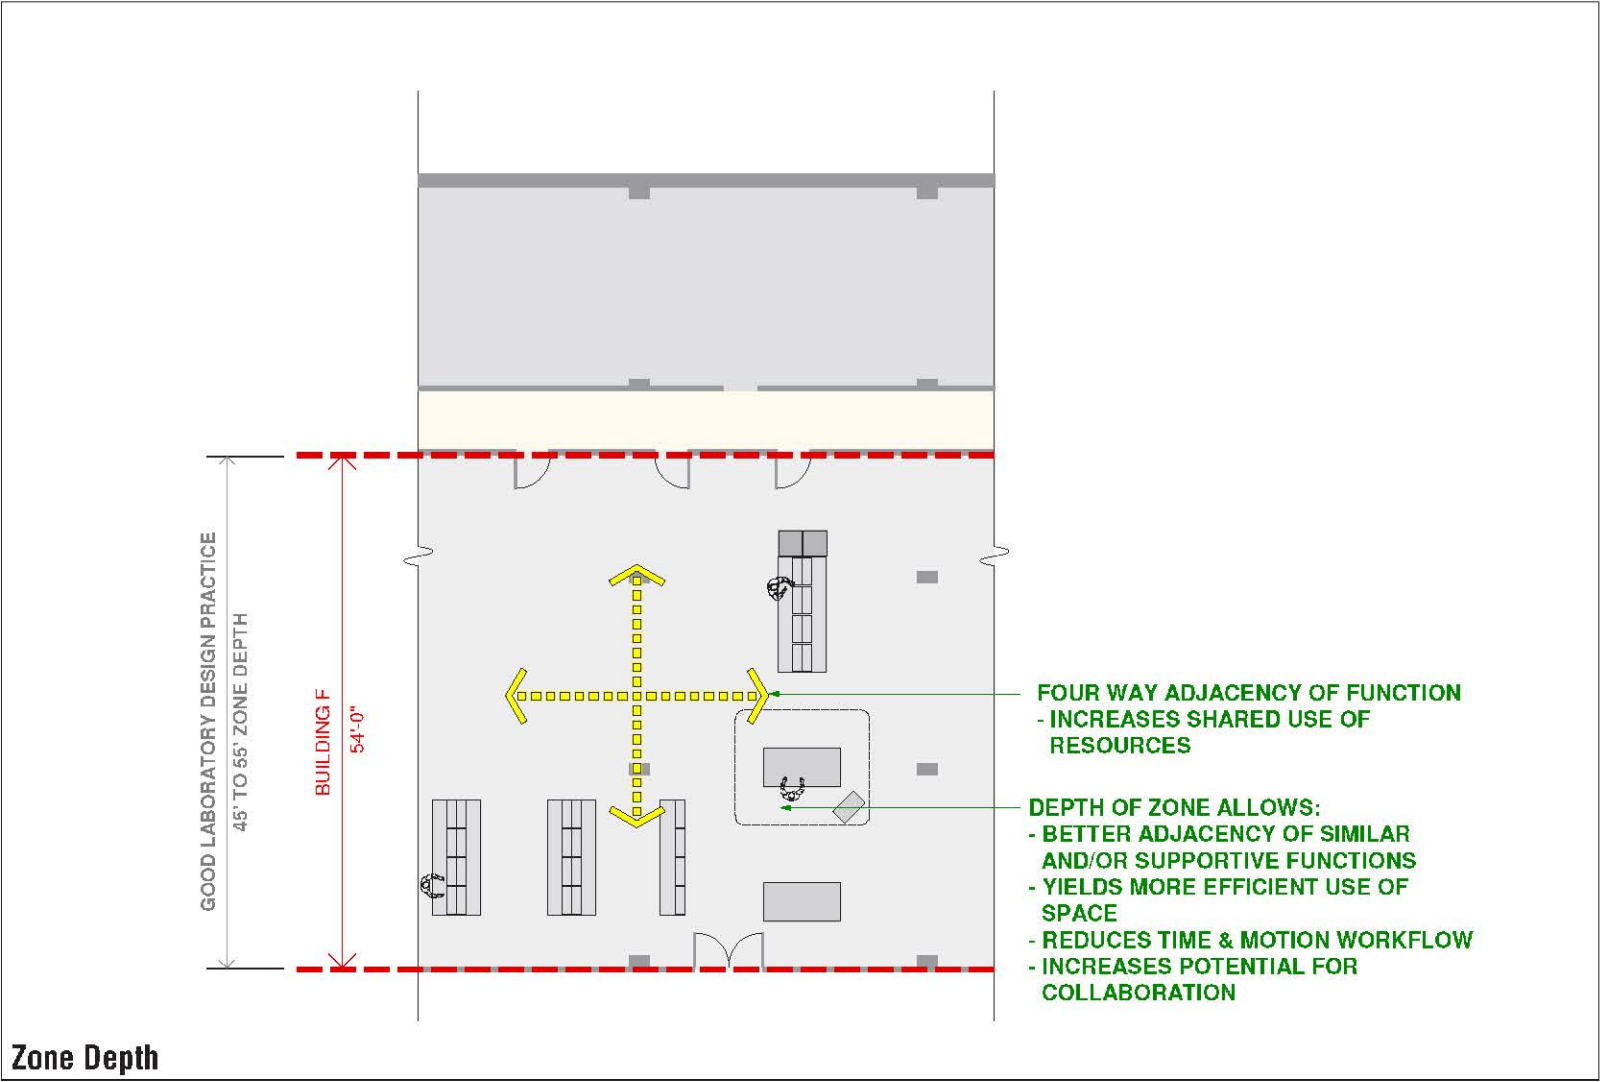 GOOD LABORATORY DESIGN PRACTICE
45' TO 55' ZONE DEPTH
BUILDING F
54'-0"
FOUR WAY ADJACENCY OF FUNCTION
- INCREASES SHARED USE OF
RESOURCES
DEPTH OF ZONE ALLOWS:
- BETTER ADJACENCY OF SIMILAR
AND/OR SUPPORTIVE FUNCTIONS
- YIELDS MORE EFFICIENT USE OF
SPACE
- REDUCES TIME & MOTION WORKFLOW
- INCREASES POTENTIAL FOR
COLLABORATION
Zone Depth